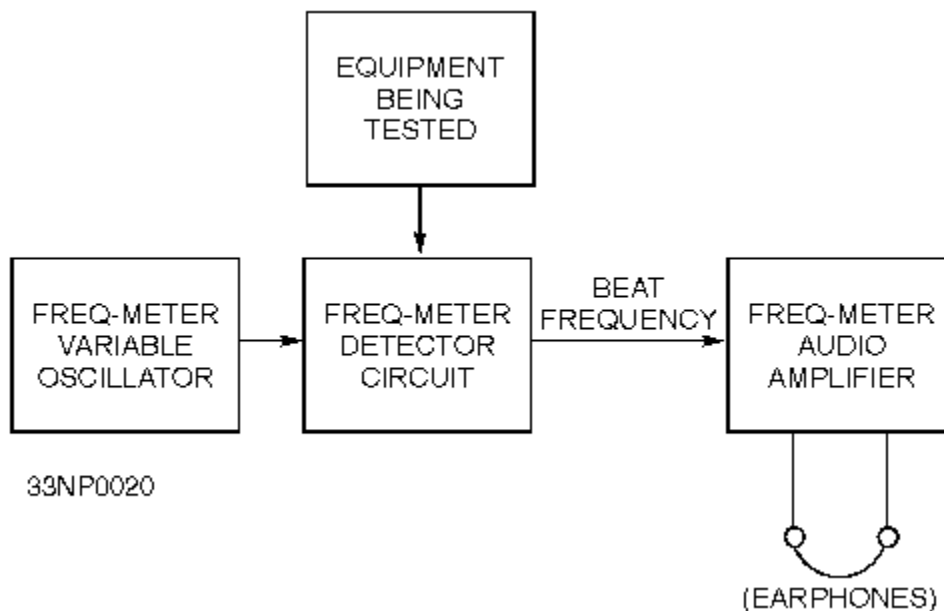 EQUIPMENT
BEING
TESTED
FREQ-METER
VARIABLE
OSCILLATOR
FREQ-METER
DETECTOR
CIRCUIT
BEAT
FREQUENCY
FREQ-METER
AUDIO
AMPLIFIER
33NP0020
(EARPHONES)